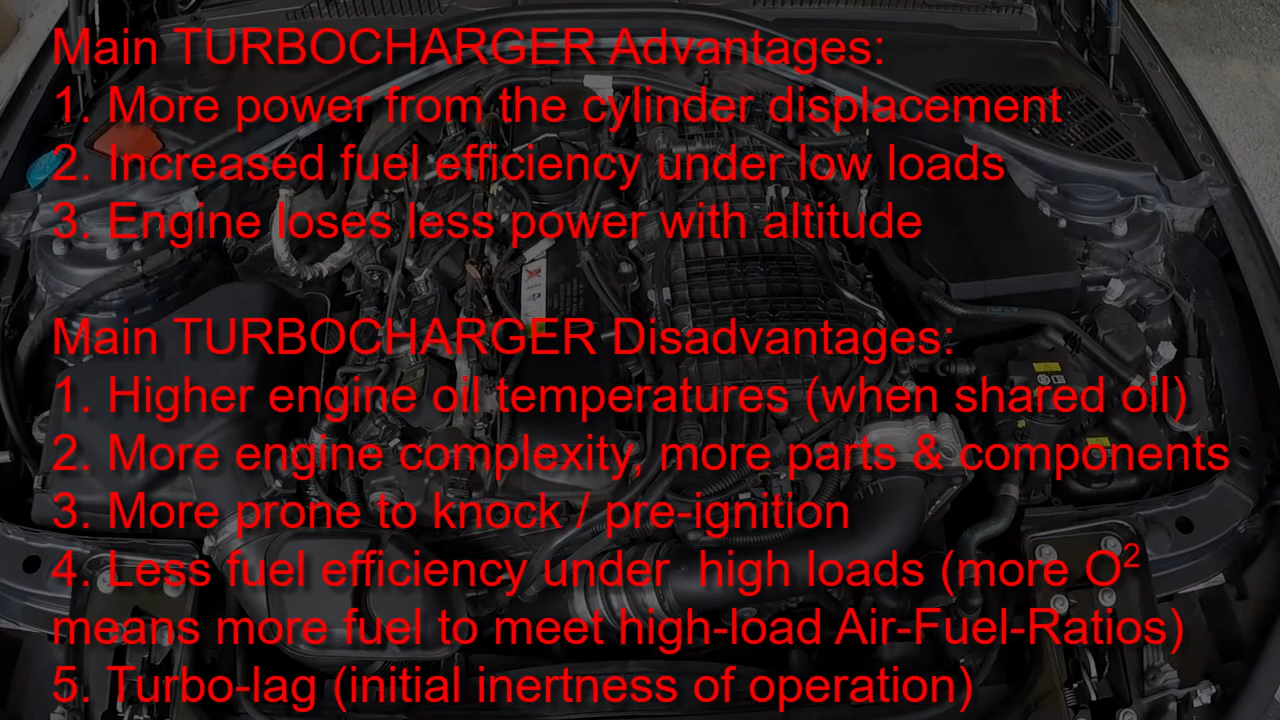 Main TURBOCHARGER Advantages:
1. More power from the cylinder displacement
2. Increased fuel efficiency under low loads
3. Engine loses less power with altitude
Main TURBOCHARGER Disadvantages:
1. Higher engine oil temperatures (when shared oil)
2. More engine complexity, more parts & components
3. More prone to knock / pre-ignition
4. Less fuel efficiency under  high loads (more O²
means more fuel to meet high-load Air-Fuel-Ratios)
5. Turbo-lag (initial inertness of operation)